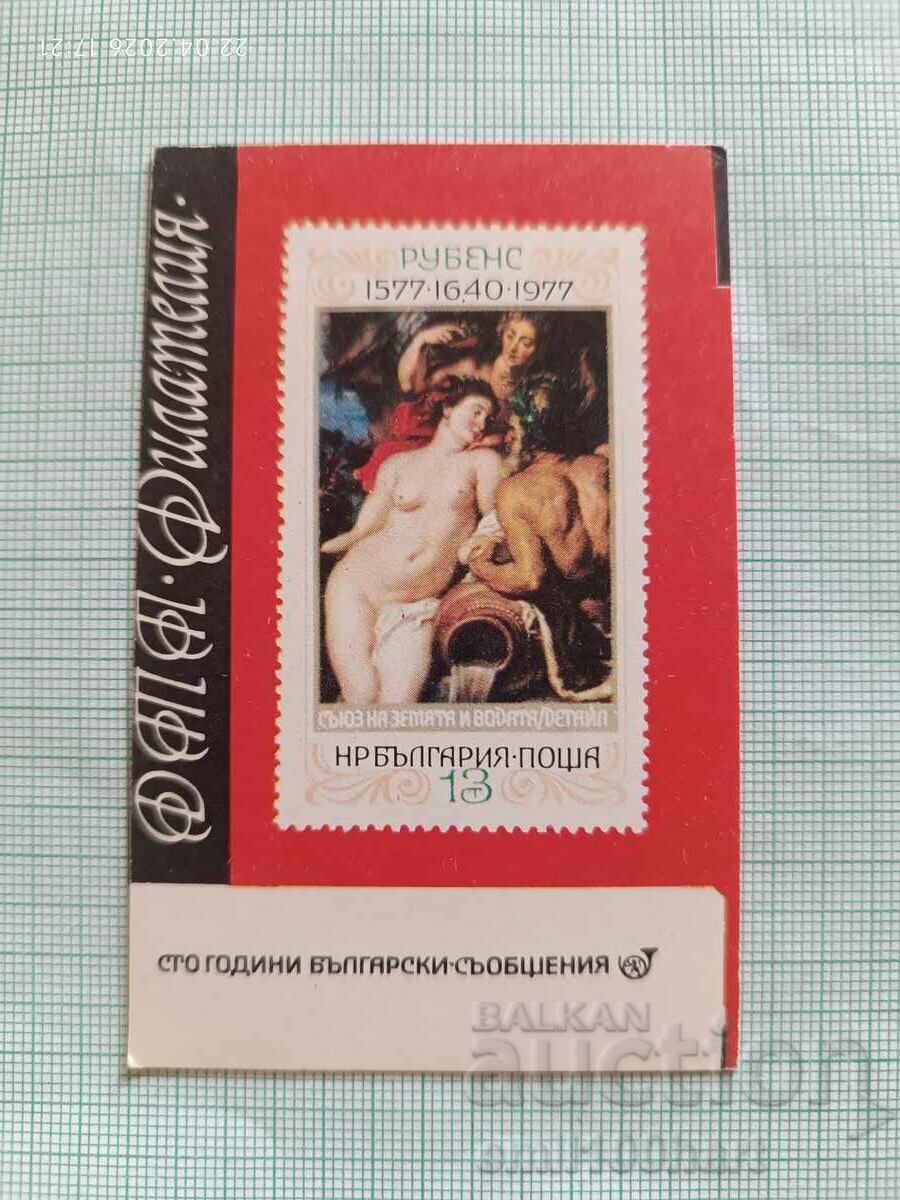 22.04.2026 17:21
ДТП·Филателия·
РУБЕНС
1577·1640·1977
СЪЮЗ НА ЗЕМЯТА И ВОДАТА/ДЕТАЙЛ
НР БЪЛГАРИЯ·ПОЩА
13
СТО ГОДИНИ БЪЛГАРСКИ·СЪОБЩЕНИЯ
BALKAN
auction